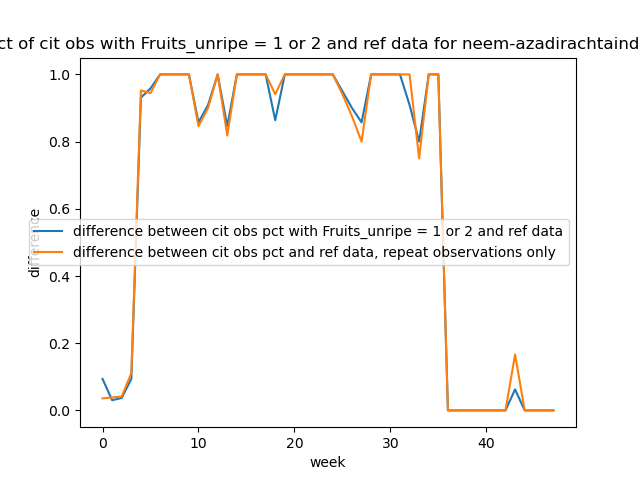 ct of cit obs with Fruits_unripe = 1 or 2 and ref data for neem-azadirachtaind
1.0
0.8
0.6
0.4
0.2
0.0
difference
difference between cit obs pct with Fruits_unripe = 1 or 2 and ref data
difference between cit obs pct and ref data, repeat observations only
0 10 20 30 40
week